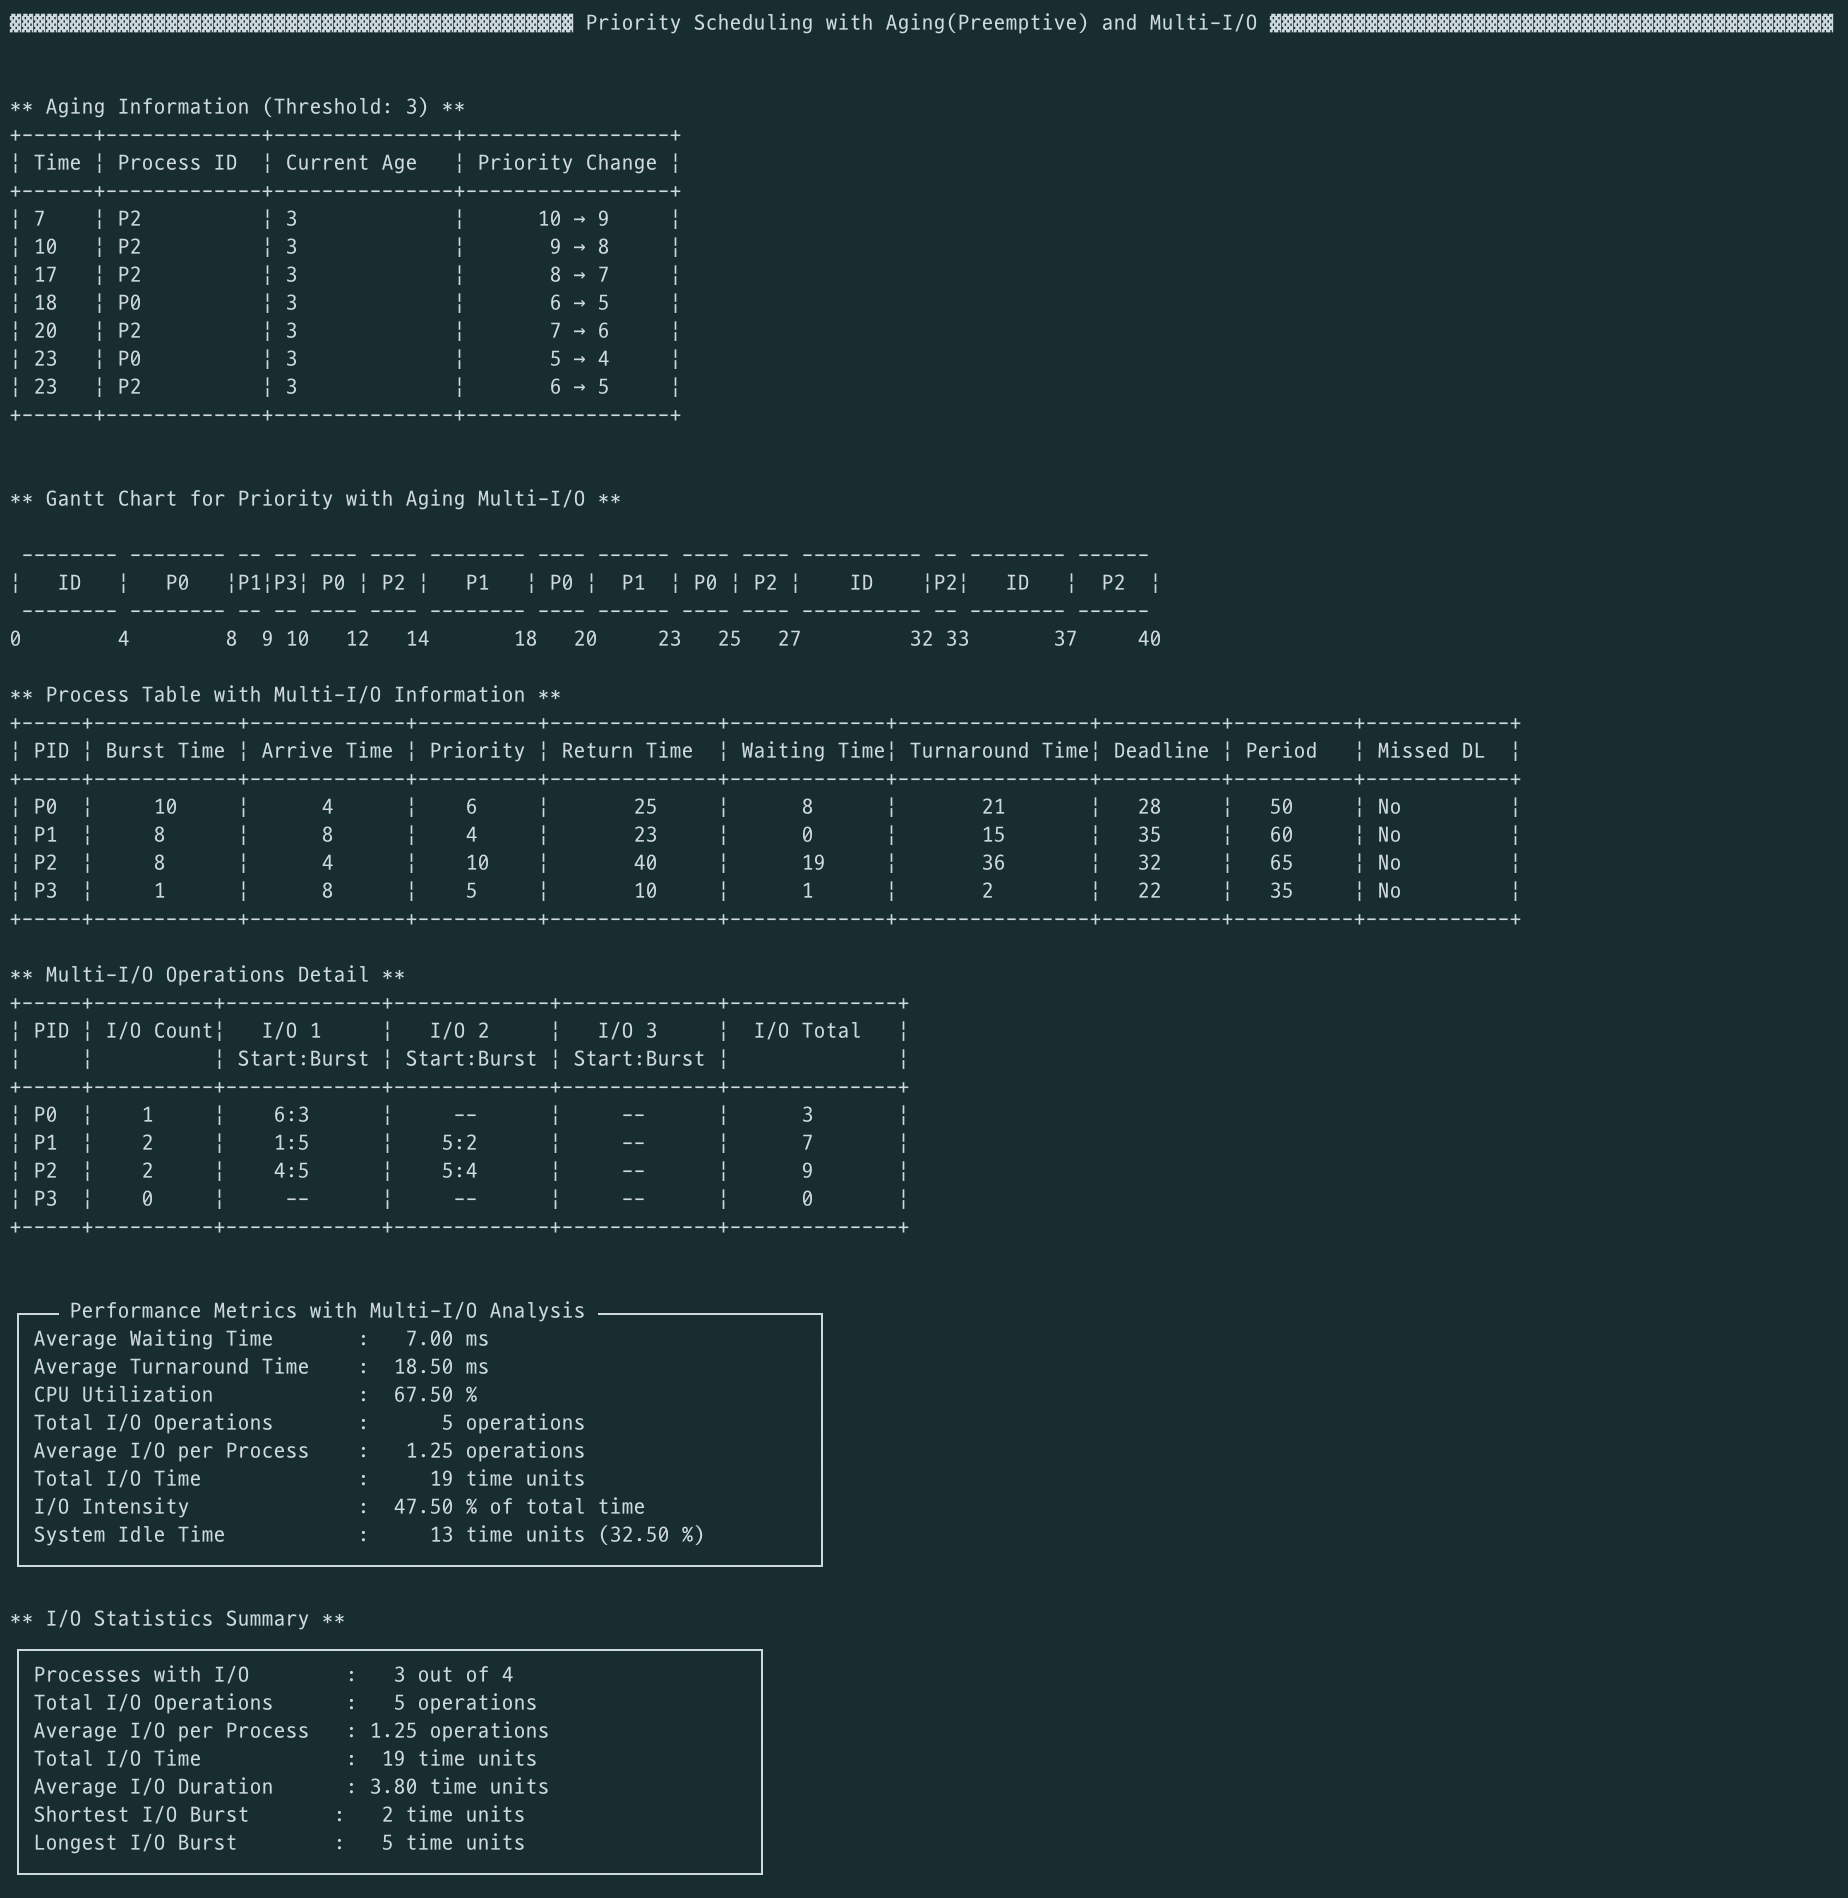 ▓▓▓▓▓▓▓▓▓▓▓▓▓▓▓▓▓▓▓▓▓▓▓▓▓▓▓▓▓▓▓▓▓▓▓▓▓▓▓▓▓▓▓▓▓▓▓ Priority Scheduling with Aging(Preemptive) and Multi-I/O ▓▓▓▓▓▓▓▓▓▓▓▓▓▓▓▓▓▓▓▓▓▓▓▓▓▓▓▓▓▓▓▓▓▓▓▓▓▓▓▓▓▓▓▓▓▓▓
** Aging Information (Threshold: 3) **
+------+-------------+---------------+-----------------+
¦ Time ¦ Process ID  ¦ Current Age   ¦ Priority Change ¦
+------+-------------+---------------+-----------------+
¦ 7    ¦ P2          ¦ 3             ¦      10 → 9     ¦
¦ 10   ¦ P2          ¦ 3             ¦       9 → 8     ¦
¦ 17   ¦ P2          ¦ 3             ¦       8 → 7     ¦
¦ 18   ¦ P0          ¦ 3             ¦       6 → 5     ¦
¦ 20   ¦ P2          ¦ 3             ¦       7 → 6     ¦
¦ 23   ¦ P0          ¦ 3             ¦       5 → 4     ¦
¦ 23   ¦ P2          ¦ 3             ¦       6 → 5     ¦
+------+-------------+---------------+-----------------+
** Gantt Chart for Priority with Aging Multi-I/O **
 -------- -------- -- -- ---- ---- -------- ---- ------ ---- ---- ---------- -- -------- ------
¦   ID   ¦   P0   ¦P1¦P3¦ P0 ¦ P2 ¦   P1   ¦ P0 ¦  P1  ¦ P0 ¦ P2 ¦    ID    ¦P2¦   ID   ¦  P2  ¦
 -------- -------- -- -- ---- ---- -------- ---- ------ ---- ---- ---------- -- -------- ------
0        4        8  9 10   12   14       18   20     23   25   27         32 33       37     40
** Process Table with Multi-I/O Information **
+-----+------------+-------------+----------+--------------+-------------+----------------+----------+----------+------------+
¦ PID ¦ Burst Time ¦ Arrive Time ¦ Priority ¦ Return Time  ¦ Waiting Time¦ Turnaround Time¦ Deadline ¦ Period   ¦ Missed DL  ¦
+-----+------------+-------------+----------+--------------+-------------+----------------+----------+----------+------------+
¦ P0  ¦     10     ¦      4      ¦    6     ¦       25     ¦      8      ¦       21       ¦   28     ¦   50     ¦ No         ¦
¦ P1  ¦     8      ¦      8      ¦    4     ¦       23     ¦      0      ¦       15       ¦   35     ¦   60     ¦ No         ¦
¦ P2  ¦     8      ¦      4      ¦    10    ¦       40     ¦      19     ¦       36       ¦   32     ¦   65     ¦ No         ¦
¦ P3  ¦     1      ¦      8      ¦    5     ¦       10     ¦      1      ¦       2        ¦   22     ¦   35     ¦ No         ¦
+-----+------------+-------------+----------+--------------+-------------+----------------+----------+----------+------------+
** Multi-I/O Operations Detail **
+-----+----------+-------------+-------------+-------------+--------------+
¦ PID ¦ I/O Count¦   I/O 1     ¦   I/O 2     ¦   I/O 3     ¦  I/O Total   ¦
¦     ¦          ¦ Start:Burst ¦ Start:Burst ¦ Start:Burst ¦              ¦
+-----+----------+-------------+-------------+-------------+--------------+
¦ P0  ¦    1     ¦    6:3      ¦     --      ¦     --      ¦      3       ¦
¦ P1  ¦    2     ¦    1:5      ¦    5:2      ¦     --      ¦      7       ¦
¦ P2  ¦    2     ¦    4:5      ¦    5:4      ¦     --      ¦      9       ¦
¦ P3  ¦    0     ¦     --      ¦     --      ¦     --      ¦      0       ¦
+-----+----------+-------------+-------------+-------------+--------------+
Performance Metrics with Multi-I/O Analysis
Average Waiting Time       :   7.00 ms
Average Turnaround Time    :  18.50 ms
CPU Utilization            :  67.50 %
Total I/O Operations       :      5 operations
Average I/O per Process    :   1.25 operations
Total I/O Time             :     19 time units
I/O Intensity              :  47.50 % of total time
System Idle Time           :     13 time units (32.50 %)
** I/O Statistics Summary **
Processes with I/O        :   3 out of 4
Total I/O Operations      :   5 operations
Average I/O per Process   : 1.25 operations
Total I/O Time            :  19 time units
Average I/O Duration      : 3.80 time units
Shortest I/O Burst       :   2 time units
Longest I/O Burst        :   5 time units